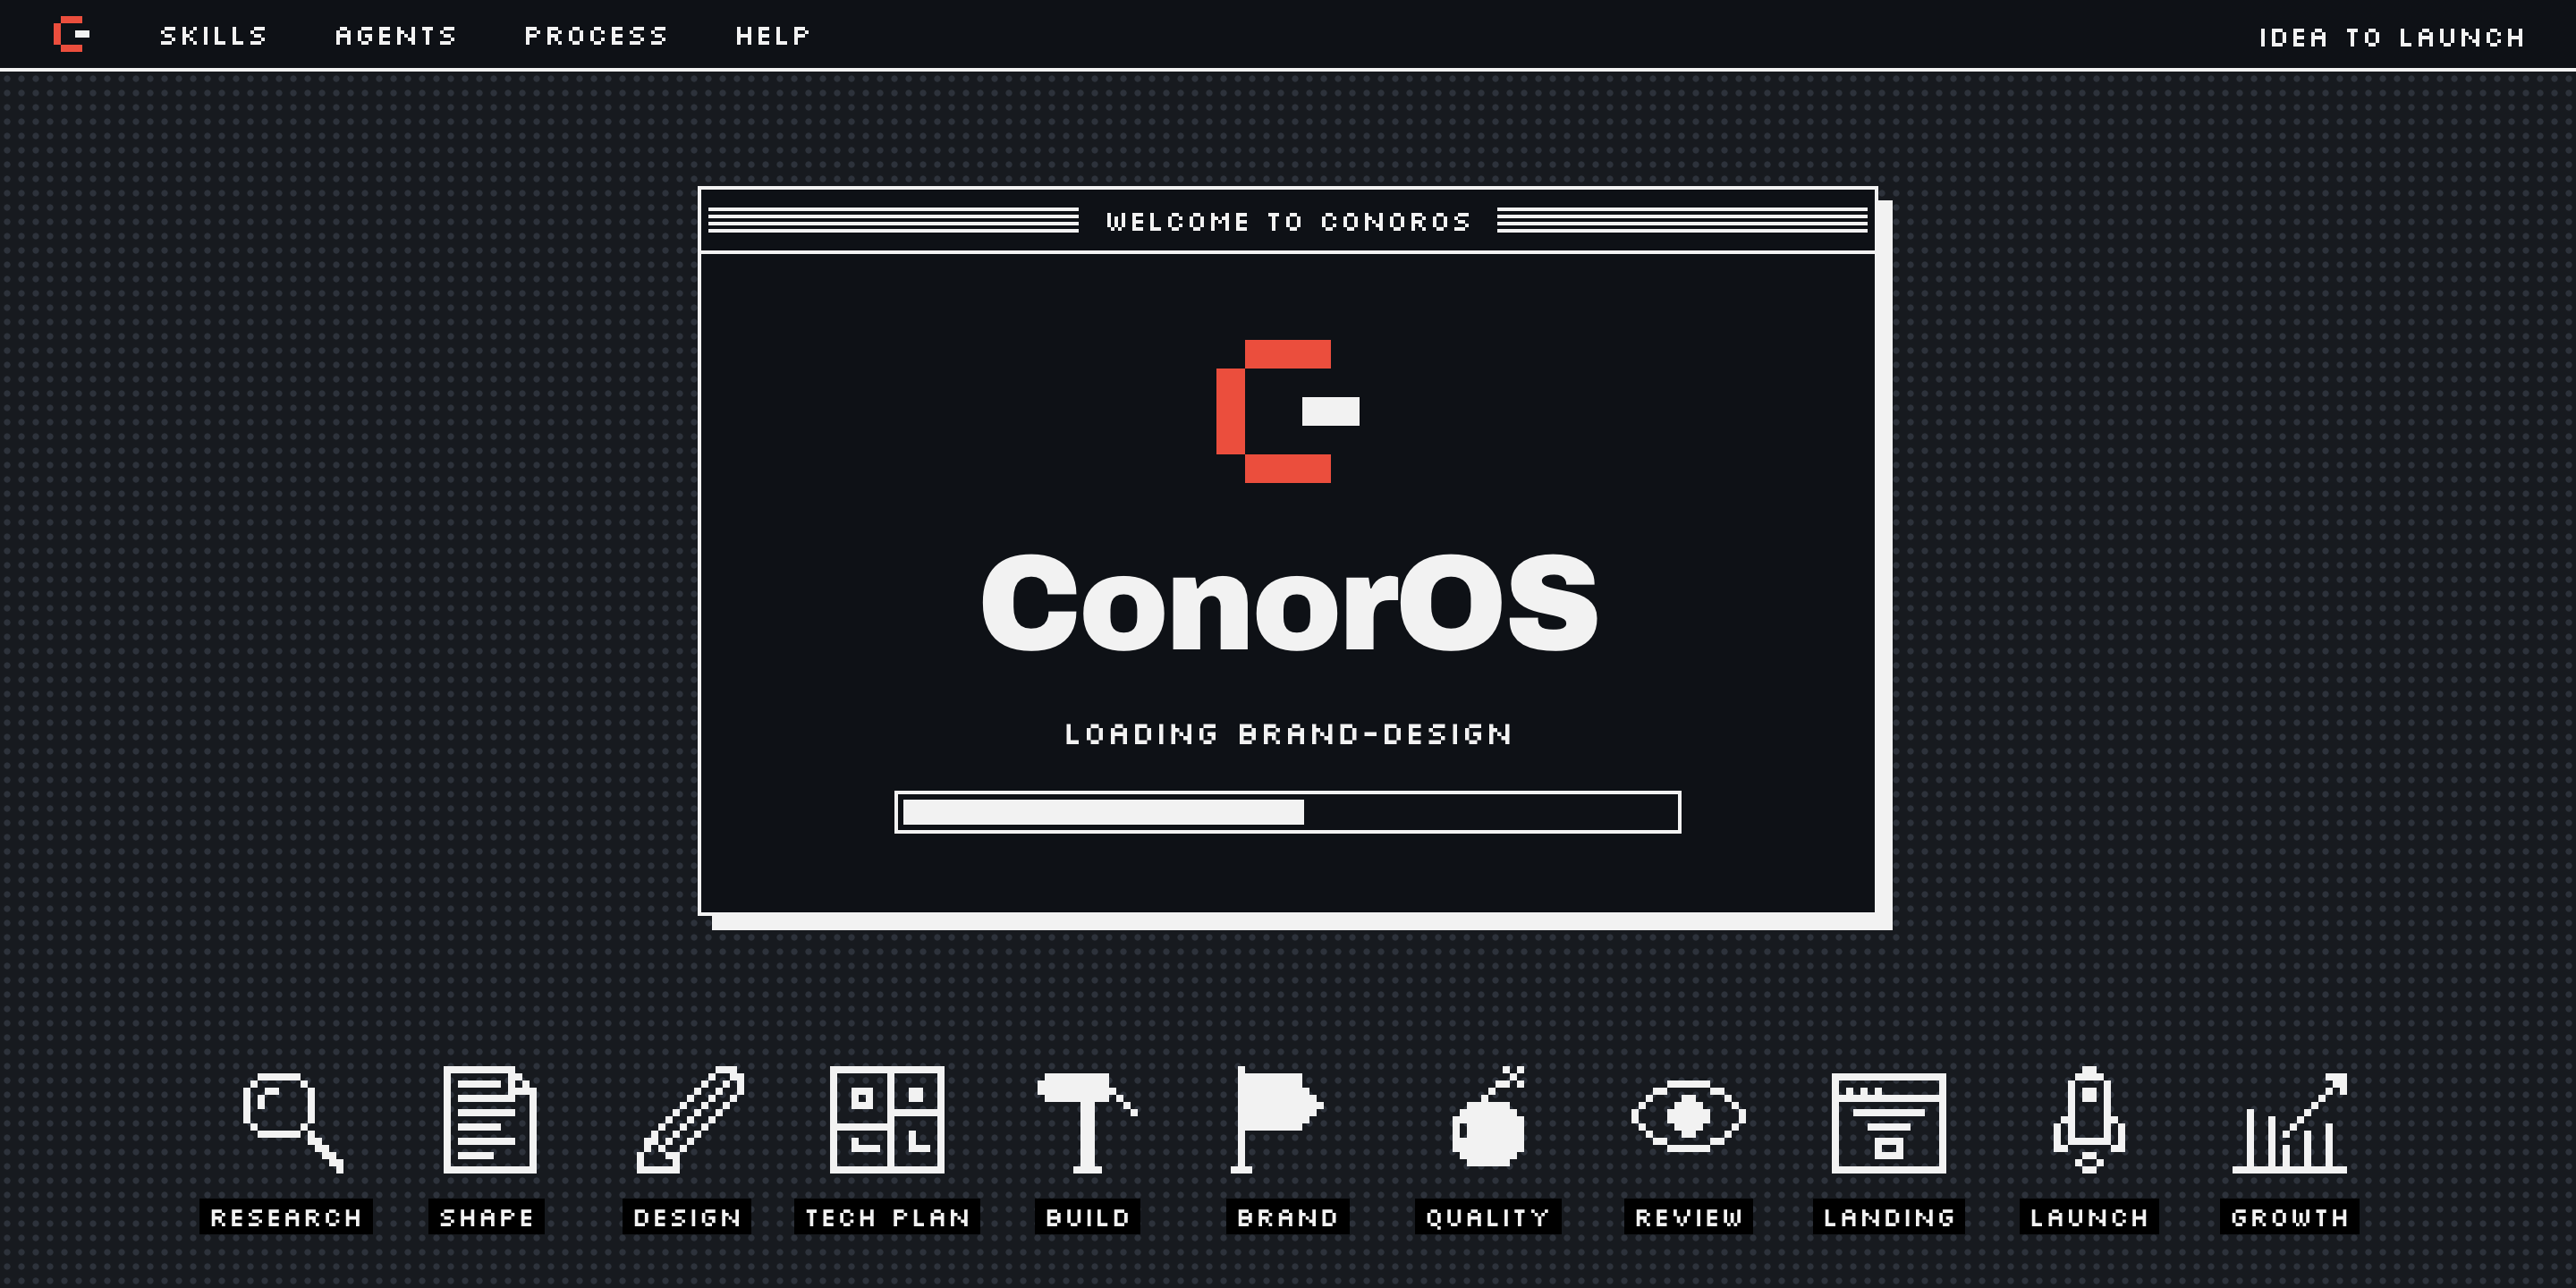 SKILLS AGENTS PROCESS HELP IDEA TO LAUNCH
WELCOME TO CONOROS
ConorOS
LOADING BRAND-DESIGN
RESEARCH SHAPE DESIGN TECH PLAN BUILD BRAND QUALITY REVIEW LANDING LAUNCH GROWTH